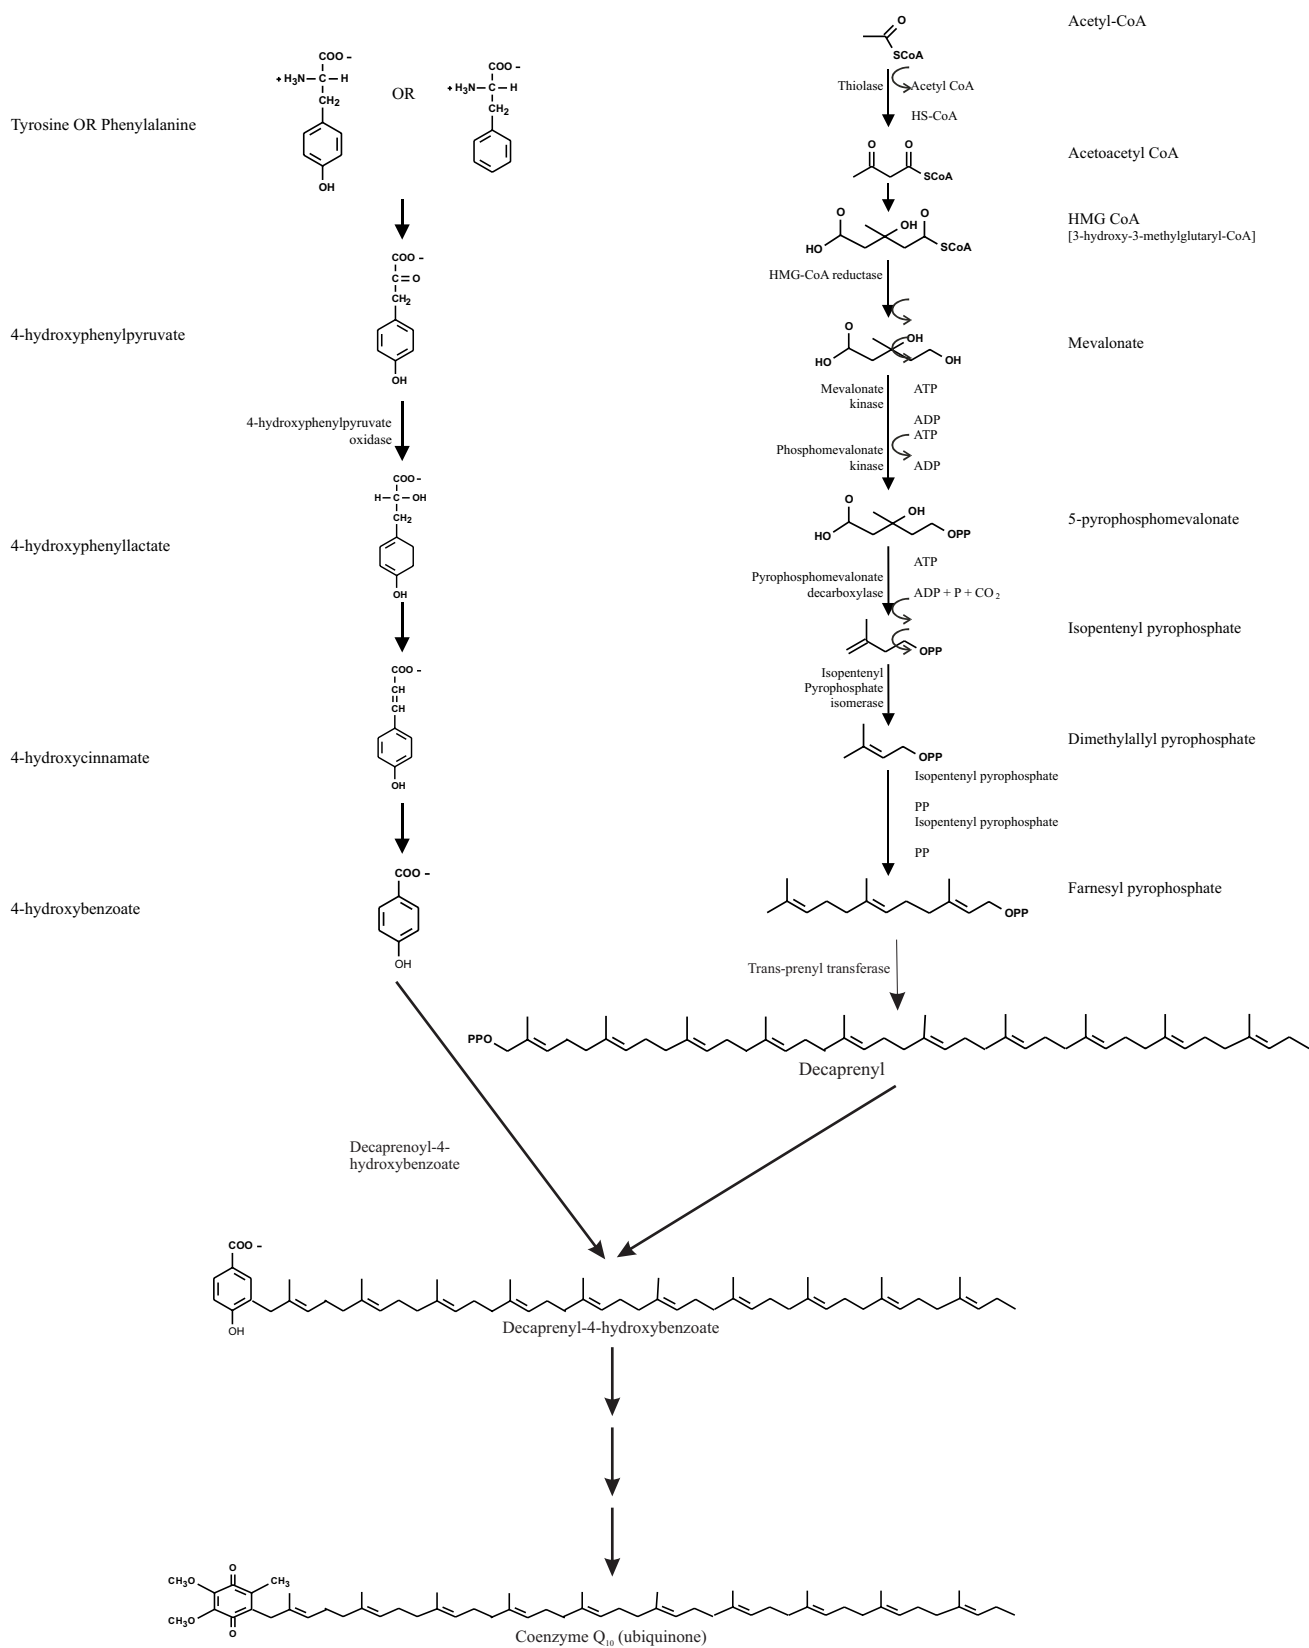 Acetyl-CoA
O
SCoA
Thiolase
Acetyl CoA
HS-CoA
O O
SCoA
Acetoacetyl CoA
O O
OH
HO
SCoA
HMG CoA
[3-hydroxy-3-methylglutaryl-CoA]
HMG-CoA reductase
O
OH
HO
OH
Mevalonate
Mevalonate
kinase
ATP
ADP
Phosphomevalonate
kinase
ATP
ADP
O
OH
HO
OPP
5-pyrophosphomevalonate
Pyrophosphomevalonate
decarboxylase
ATP
ADP + P + CO₂
OPP
Isopentenyl pyrophosphate
Isopentenyl
Pyrophosphate
isomerase
OPP
Dimethylallyl pyrophosphate
Isopentenyl pyrophosphate
PP
Isopentenyl pyrophosphate
PP
OPP
Farnesyl pyrophosphate
Trans-prenyl transferase
PPO
Decaprenyl
Tyrosine OR Phenylalanine
COO -
+ H₃N C H
CH₂
OH
OR
COO -
+ H₃N C H
CH₂
4-hydroxyphenylpyruvate
COO -
C=O
CH₂
OH
4-hydroxyphenylpyruvate
oxidase
4-hydroxyphenyllactate
COO-
H-C-OH
CH₂
OH
4-hydroxycinnamate
COO -
CH
CH
OH
4-hydroxybenzoate
COO -
OH
Decaprenoyl-4-
hydroxybenzoate
COO -
OH
Decaprenyl-4-hydroxybenzoate
O
CH₃O
CH₃
CH₃O
O
Coenzyme Q₁₀ (ubiquinone)